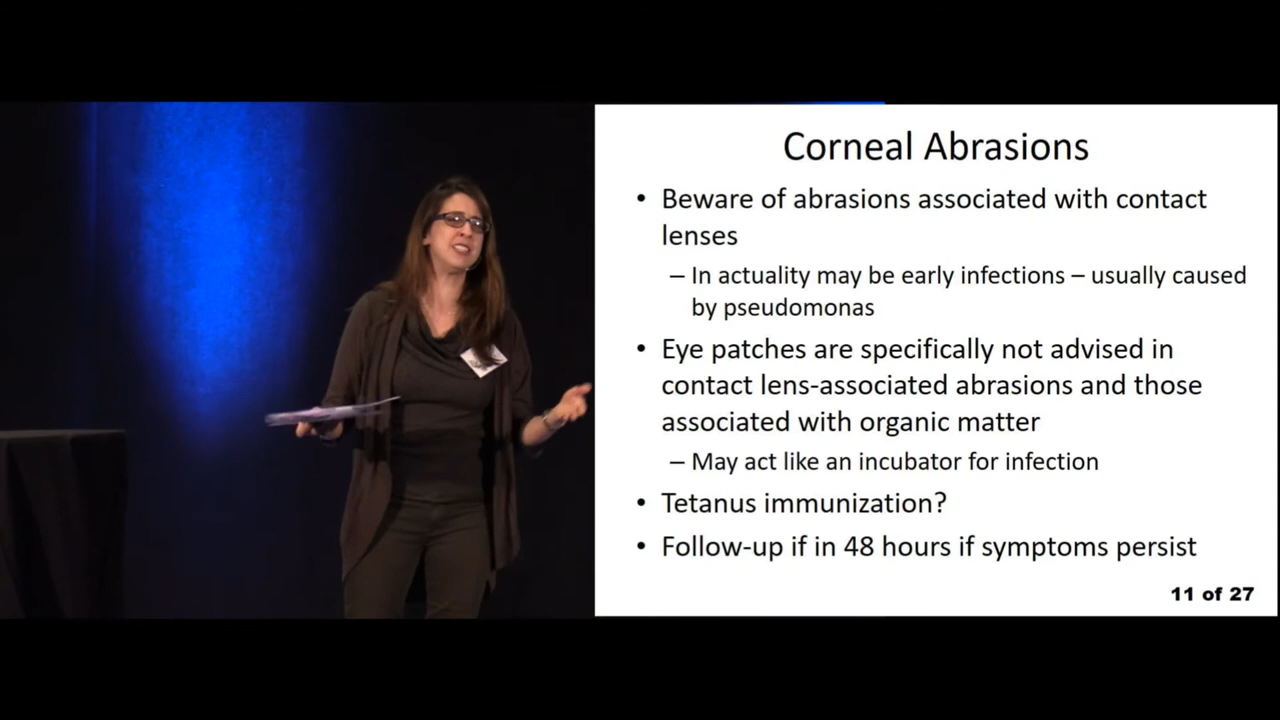 Corneal Abrasions
• Beware of abrasions associated with contact
lenses
– In actuality may be early infections – usually caused
by pseudomonas
• Eye patches are specifically not advised in
contact lens-associated abrasions and those
associated with organic matter
– May act like an incubator for infection
• Tetanus immunization?
• Follow-up if in 48 hours if symptoms persist
11 of 27